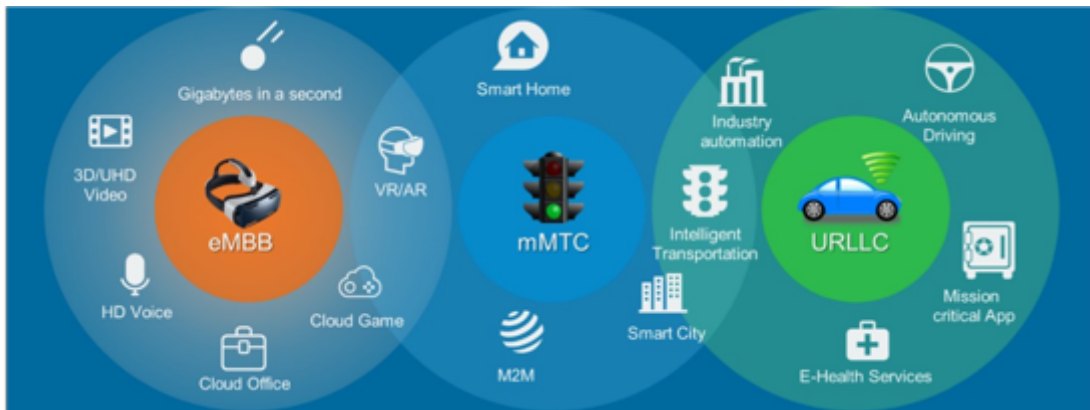 Gigabytes in a second
3D/UHD
Video
VR/AR
eMBB
HD Voice
Cloud Game
Cloud Office
Smart Home
mMTC
M2M
Smart City
Industry
automation
Intelligent
Transportation
Autonomous
Driving
URLLC
Mission
critical App
E-Health Services